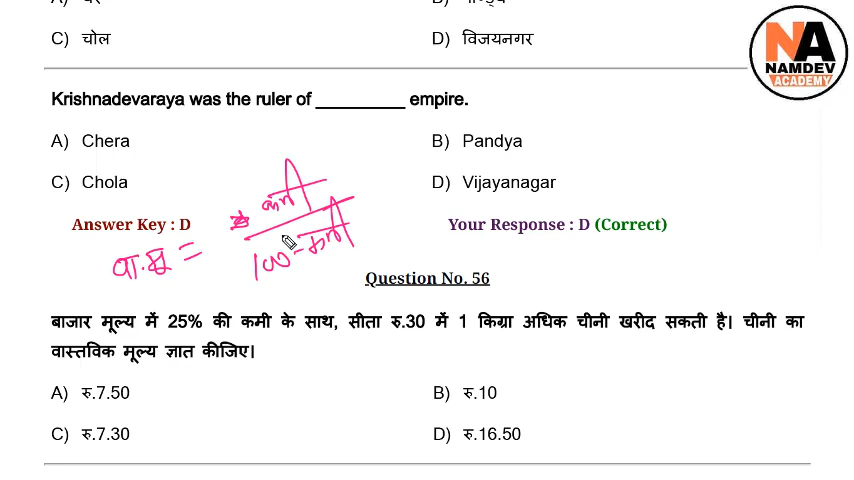 C) चोल
D) विजयनगर
NA
NAMDEV
ACADEMY
Krishnadevaraya was the ruler of _________ empire.
A) Chera
B) Pandya
C) Chola
D) Vijayanagar
Answer Key : D
Your Response : D (Correct)
कमी
वा.मू =
100-कमी
Question No. 56
बाजार मूल्य में 25% की कमी के साथ, सीता रु.30 में 1 किग्रा अधिक चीनी खरीद सकती है। चीनी का
वास्तविक मूल्य ज्ञात कीजिए।
A) रु.7.50
B) रु.10
C) रु.7.30
D) रु.16.50